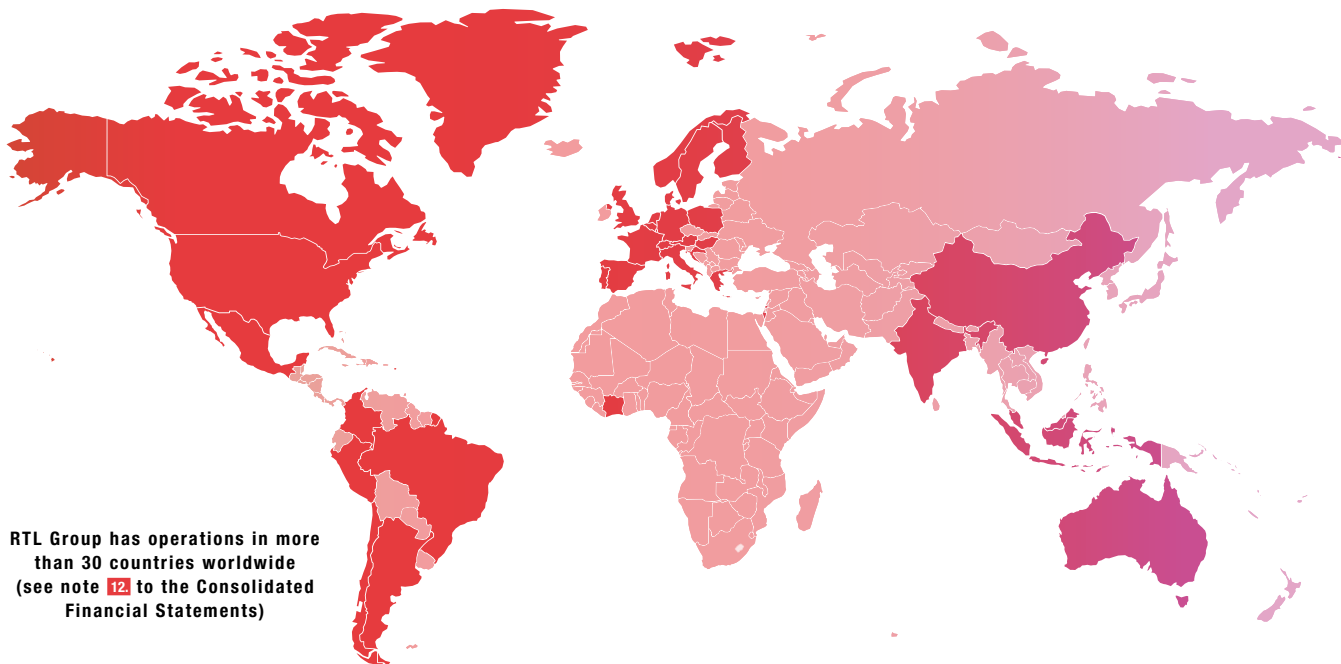 RTL Group has operations in more
than 30 countries worldwide
(see note 12. to the Consolidated
Financial Statements)